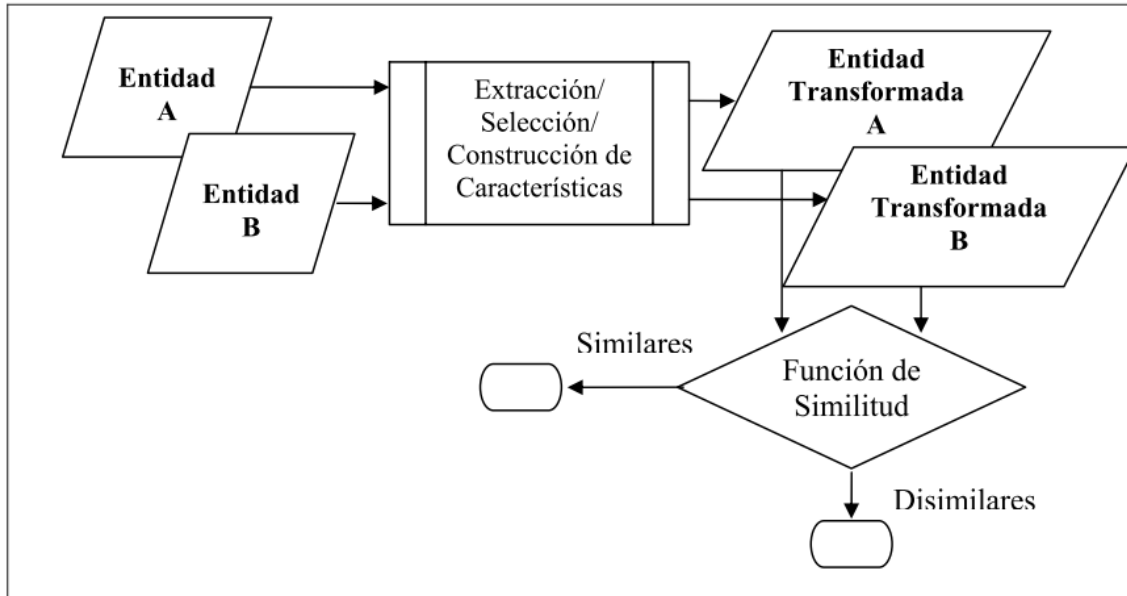 Entidad
A
Entidad
B
Extracción/
Selección/
Construcción de
Características
Entidad
Transformada
A
Entidad
Transformada
B
Similares
Función de
Similitud
Disimilares